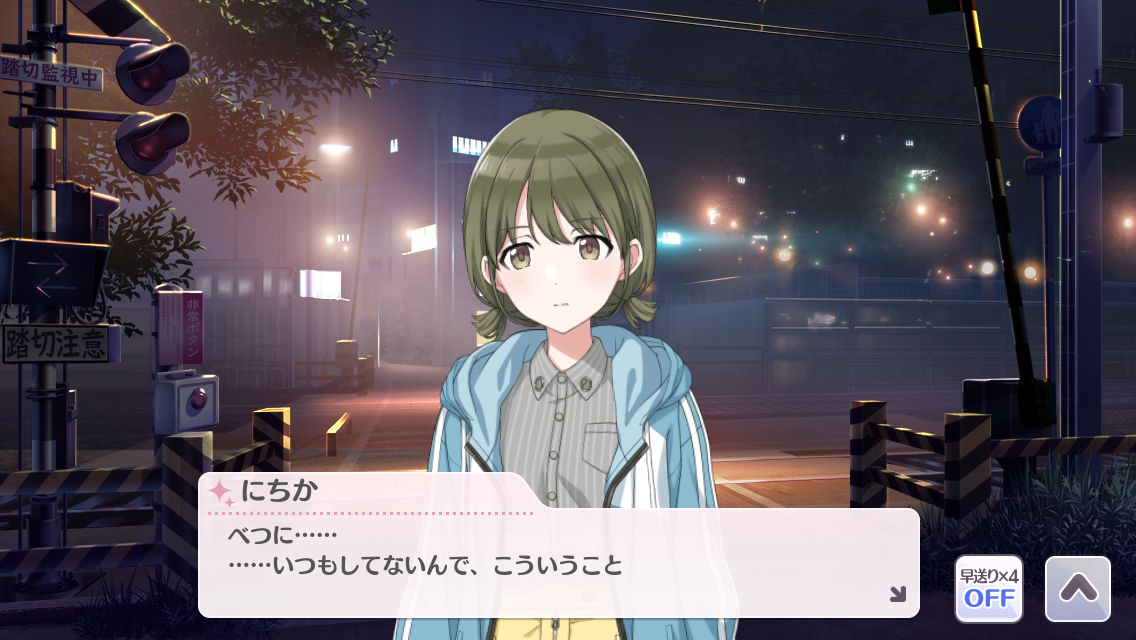 踏切監視中
非常ボタン
踏切注意
にちか
べつに……
……いつもしてないんで、こういうこと
早送り×4
OFF